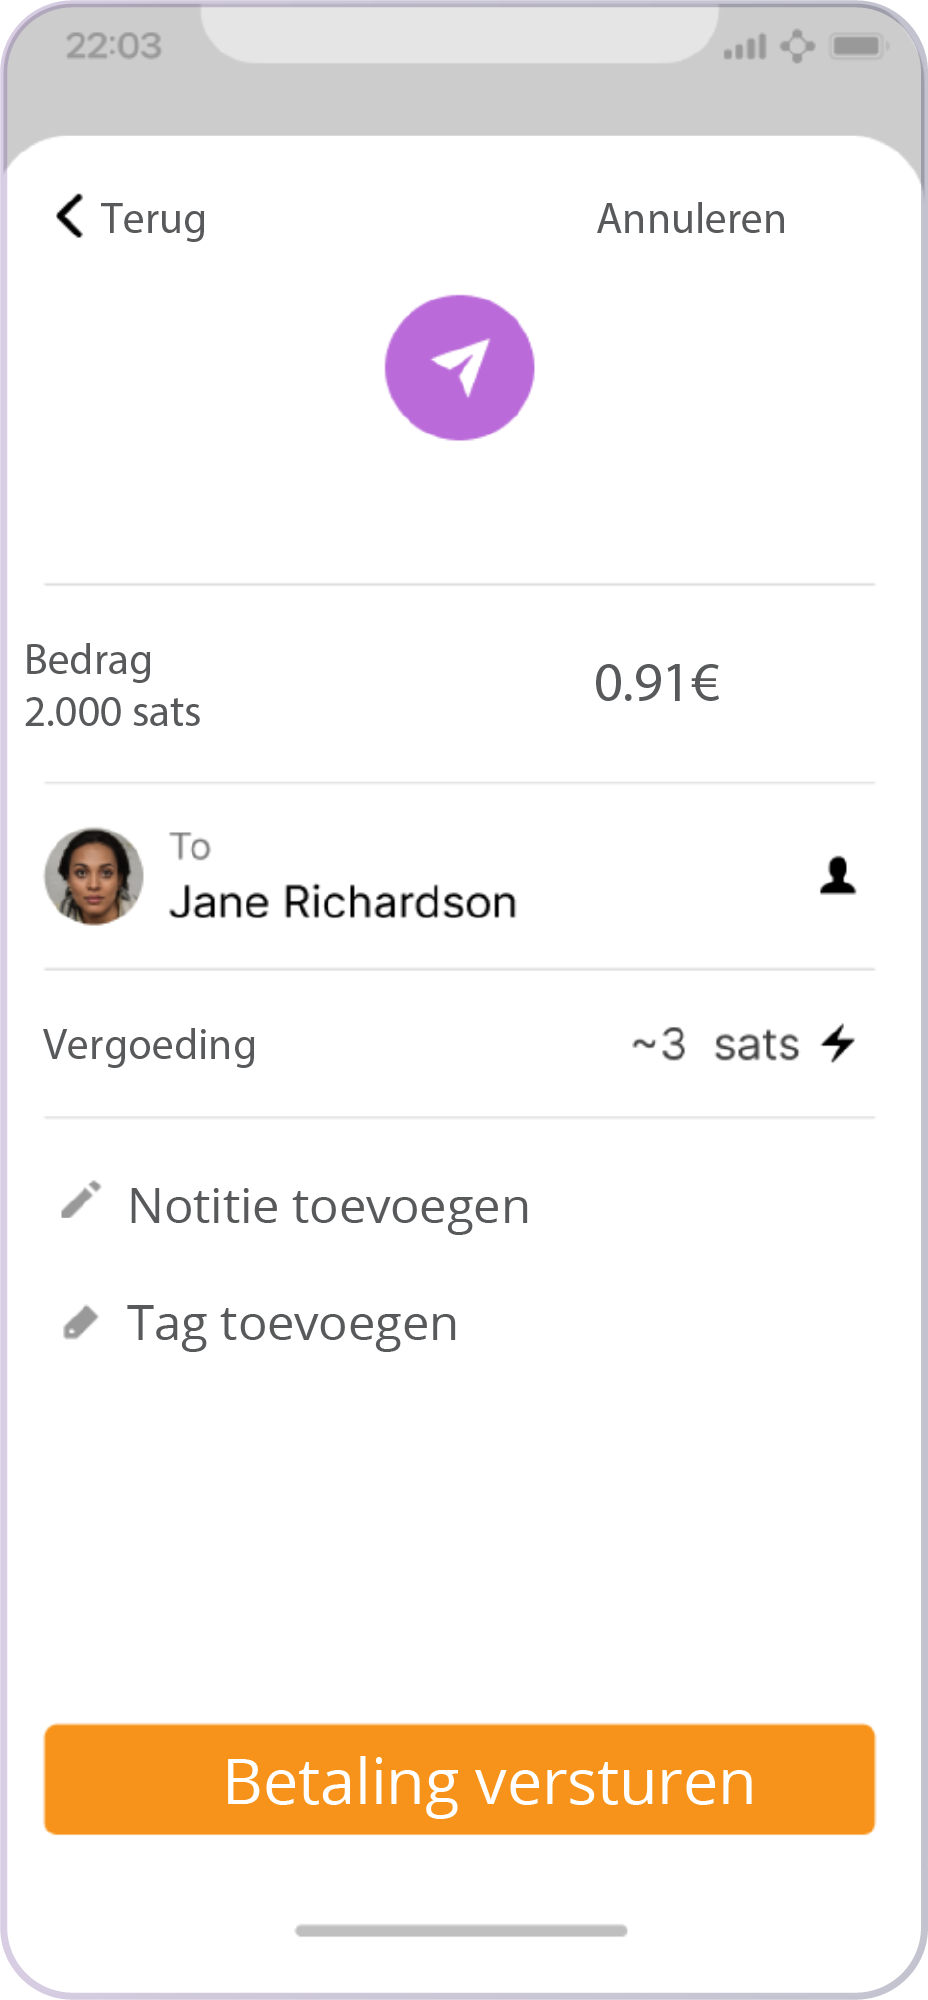 22:03
Terug
Annuleren
Bedrag
2.000 sats
0.91€
To
Jane Richardson
Vergoeding
~3 sats
Notitie toevoegen
Tag toevoegen
Betaling versturen